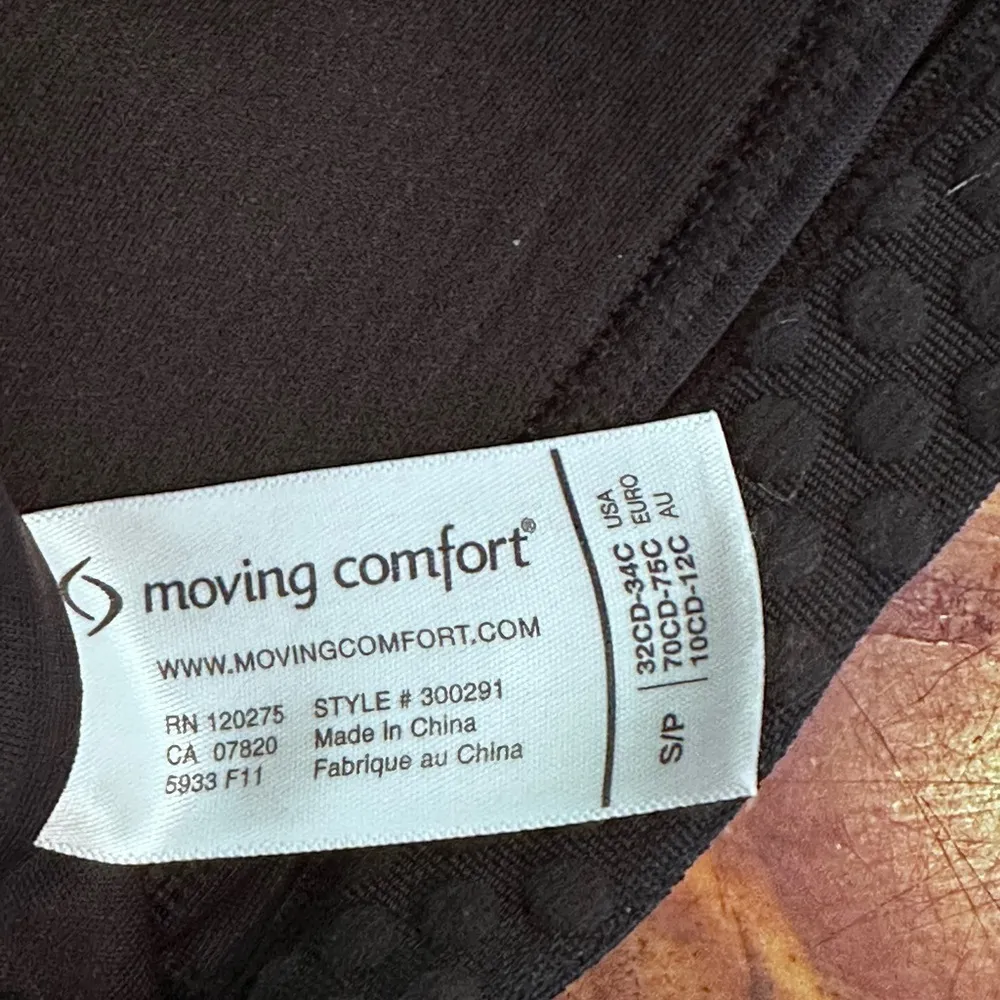 moving comfort®
WWW.MOVINGCOMFORT.COM
RN 120275 STYLE # 300291
CA 07820 Made In China
5933 F11 Fabrique au China
S/P
32CD-34C USA
70CD-75C EURO
10CD-12C AU